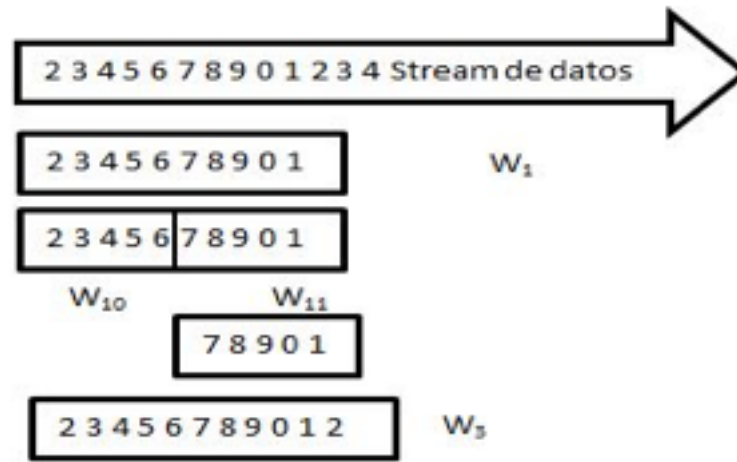 2 3 4 5 6 7 8 9 0 1 2 3 4 Stream de datos
2 3 4 5 6 7 8 9 0 1 W₁
2 3 4 5 6 7 8 9 0 1
W₁₀ W₁₁
7 8 9 0 1
2 3 4 5 6 7 8 9 0 1 2 W₃